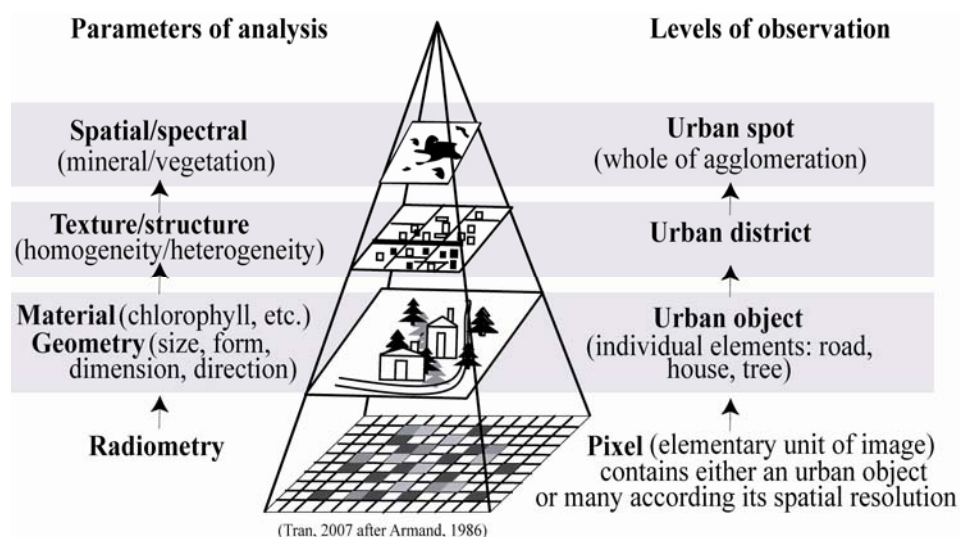 Parameters of analysis
Levels of observation
Spatial/spectral
(mineral/vegetation)
Urban spot
(whole of agglomeration)
Texture/structure
(homogeneity/heterogeneity)
Urban district
Material (chlorophyll, etc.)
Geometry (size, form,
dimension, direction)
Urban object
(individual elements: road,
house, tree)
Radiometry
Pixel (elementary unit of image)
contains either an urban object
or many according its spatial resolution
(Tran, 2007 after Armand, 1986)